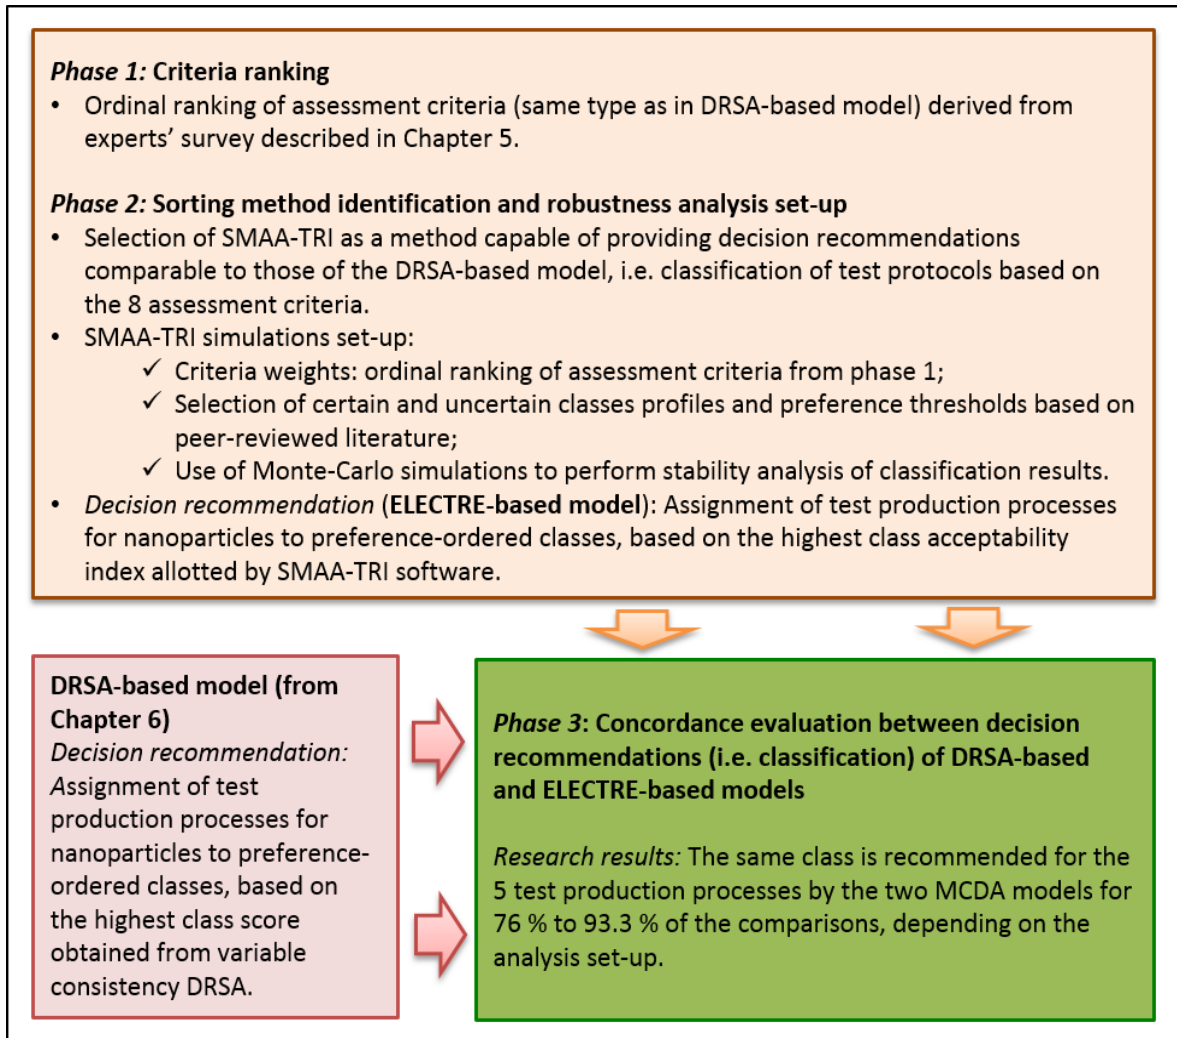 Phase 1: Criteria ranking
• Ordinal ranking of assessment criteria (same type as in DRSA-based model) derived from
experts’ survey described in Chapter 5.
Phase 2: Sorting method identification and robustness analysis set-up
• Selection of SMAA-TRI as a method capable of providing decision recommendations
comparable to those of the DRSA-based model, i.e. classification of test protocols based on
the 8 assessment criteria.
• SMAA-TRI simulations set-up:
✓ Criteria weights: ordinal ranking of assessment criteria from phase 1;
✓ Selection of certain and uncertain classes profiles and preference thresholds based on
peer-reviewed literature;
✓ Use of Monte-Carlo simulations to perform stability analysis of classification results.
• Decision recommendation (ELECTRE-based model): Assignment of test production processes
for nanoparticles to preference-ordered classes, based on the highest class acceptability
index allotted by SMAA-TRI software.
DRSA-based model (from
Chapter 6)
Decision recommendation:
Assignment of test
production processes for
nanoparticles to preference-
ordered classes, based on
the highest class score
obtained from variable
consistency DRSA.
Phase 3: Concordance evaluation between decision
recommendations (i.e. classification) of DRSA-based
and ELECTRE-based models
Research results: The same class is recommended for the
5 test production processes by the two MCDA models for
76 % to 93.3 % of the comparisons, depending on the
analysis set-up.